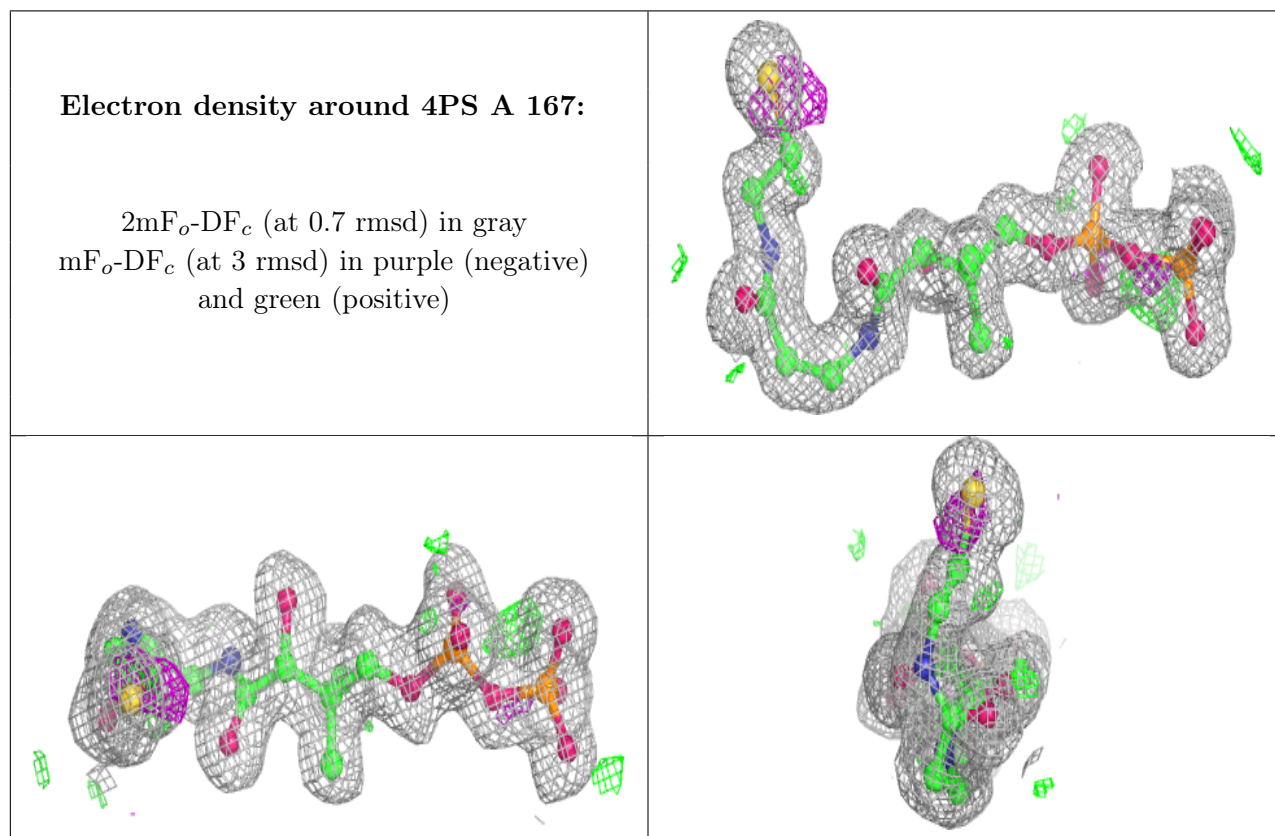 Electron density around 4PS A 167:
2mFₒ-DF𝒸 (at 0.7 rmsd) in gray
mFₒ-DF𝒸 (at 3 rmsd) in purple (negative)
and green (positive)